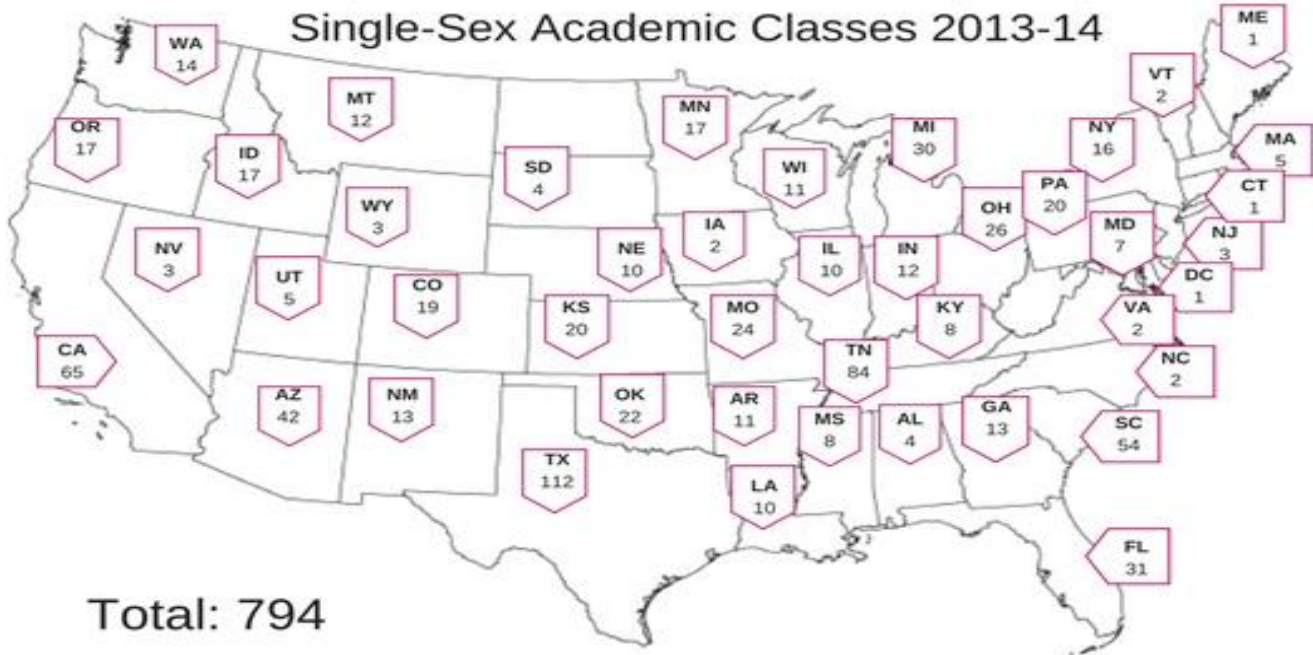 Single-Sex Academic Classes 2013-14
ME
1
WA
14
VT
2
MT
12
MN
17
MI
30
NY
16
OR
17
ID
17
MA
5
SD
4
WI
11
PA
20
CT
1
WY
3
IA
2
OH
26
MD
7
NJ
3
NV
3
UT
5
CO
19
NE
10
IL
10
IN
12
DC
1
KS
20
MO
24
KY
8
VA
2
CA
65
TN
84
NC
2
AZ
42
NM
13
OK
22
AR
11
MS
8
AL
4
GA
13
SC
54
TX
112
LA
10
FL
31
Total: 794